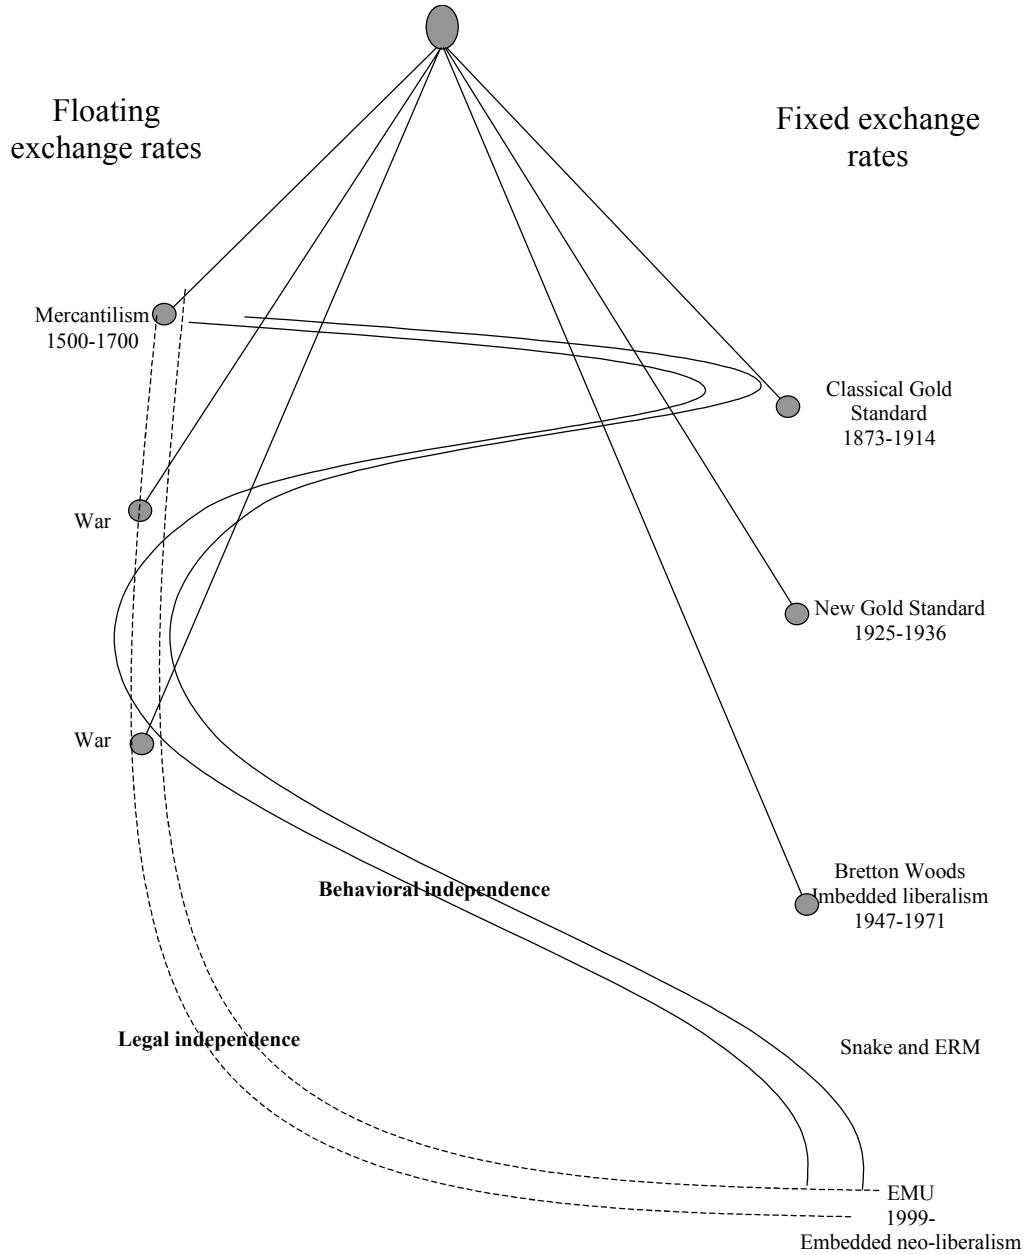 Floating
exchange rates
Fixed exchange
rates
Mercantilism
1500-1700
Classical Gold
Standard
1873-1914
War
New Gold Standard
1925-1936
War
Bretton Woods
Imbedded liberalism
1947-1971
Behavioral independence
Legal independence
Snake and ERM
EMU
1999-
Embedded neo-liberalism